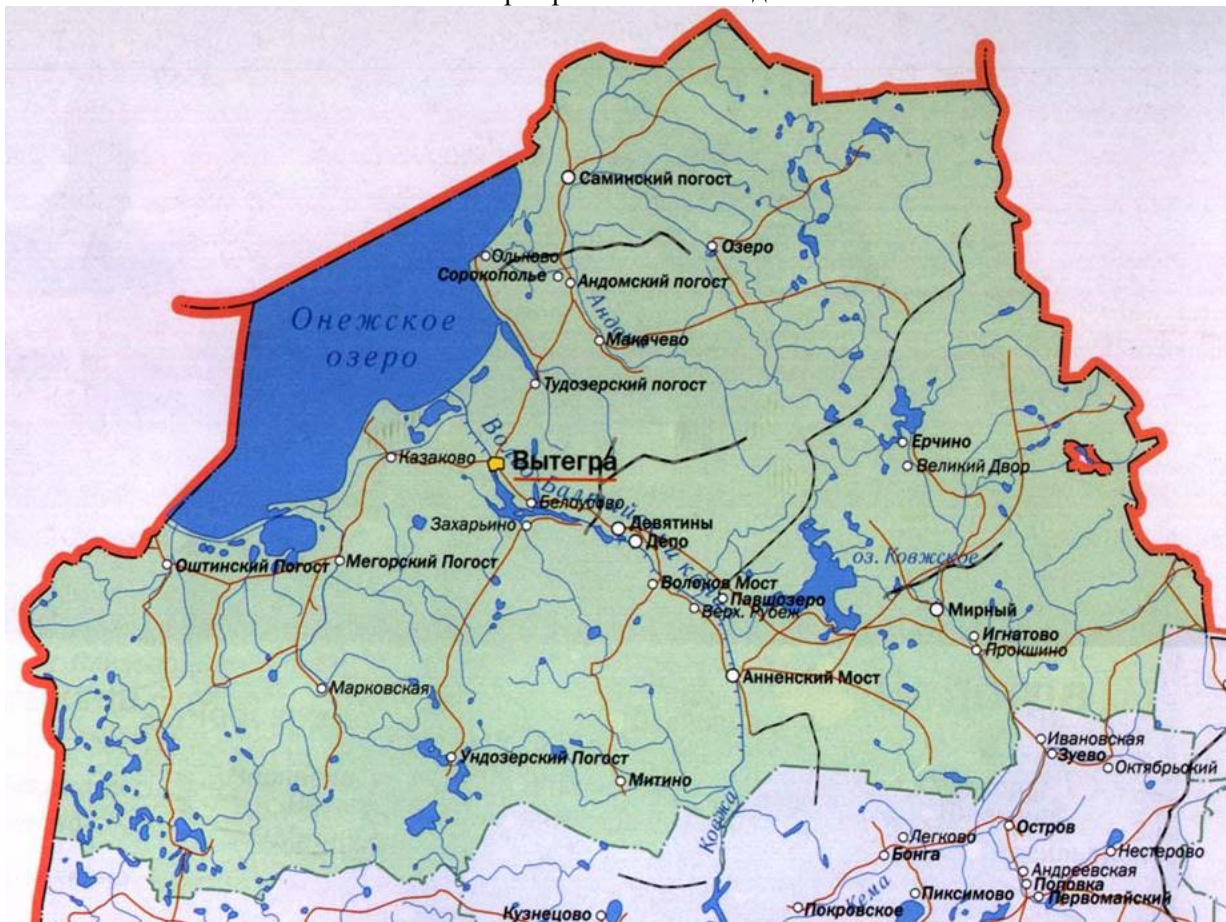 Саминский погост
Озеро
Ольково
Сорокополье
Андомский погост
Андома
Онежское
озеро
Макачево
Тудозерский погост
Казаково
Вытегра
Ерчино
Великий Двор
Белоусово
Захарьино
Девятины
Депо
оз. Ковжское
Оштинский Погост
Мегорский Погост
Волоков Мост
Павшозеро
Верх. Рубеж
Мирный
Игнатово
Прокшино
Анненский Мост
Марковская
Ундозерский Погост
Митино
Ивановская
Зуево
Октябрьский
Ковжа
Остров
Легково
Бонга
Нестерово
Андреевская
Поповка
Первомайский
Пиксимово
Кема
Покровское
Кузнецово